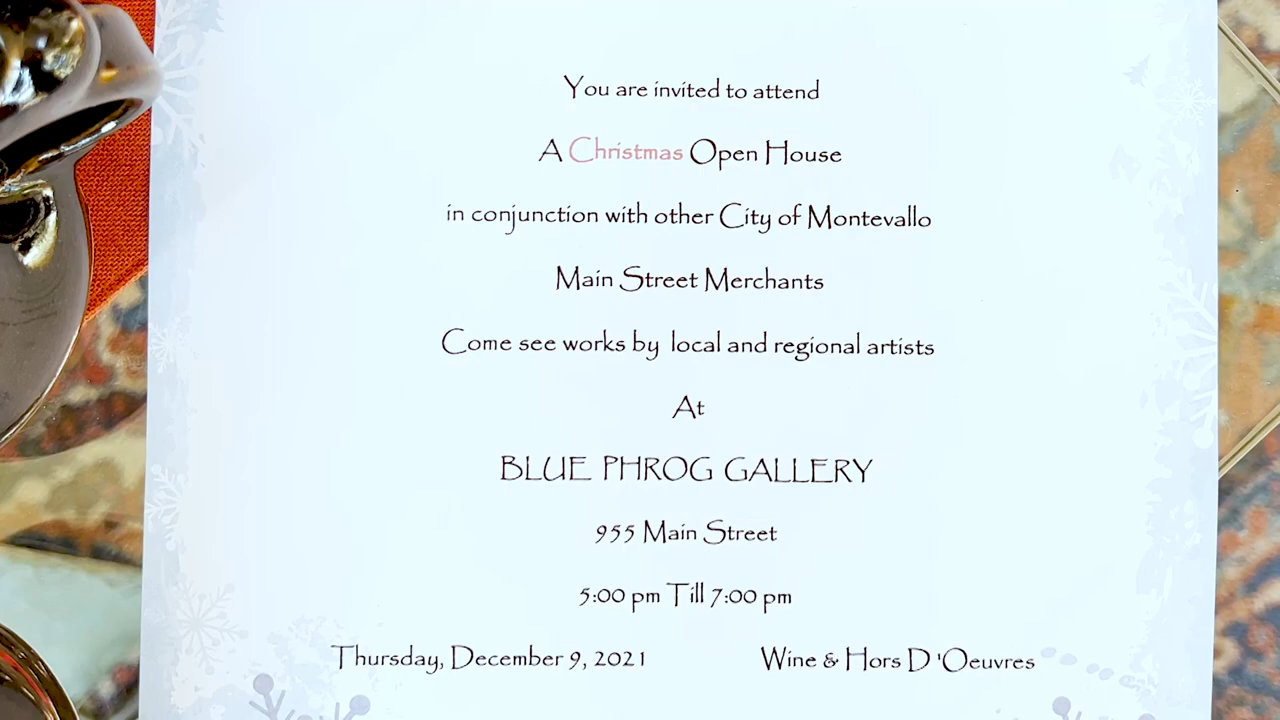 You are invited to attend
A Christmas Open House
in conjunction with other City of Montevallo
Main Street Merchants
Come see works by local and regional artists
At
BLUE PHROG GALLERY
955 Main Street
5:00 pm Till 7:00 pm
Thursday, December 9, 2021 Wine & Hors D 'Oeuvres